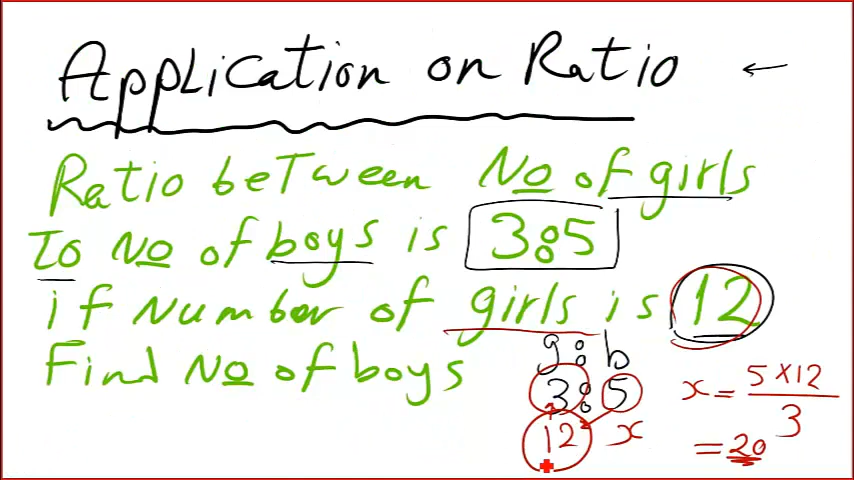 Application on Ratio ←
Ratio between No of girls
To No of boys is 3:5
if Number of girls is 12
Find No of boys
g : b
3 : 5
12 x
x = 5 × 12 / 3
= 20